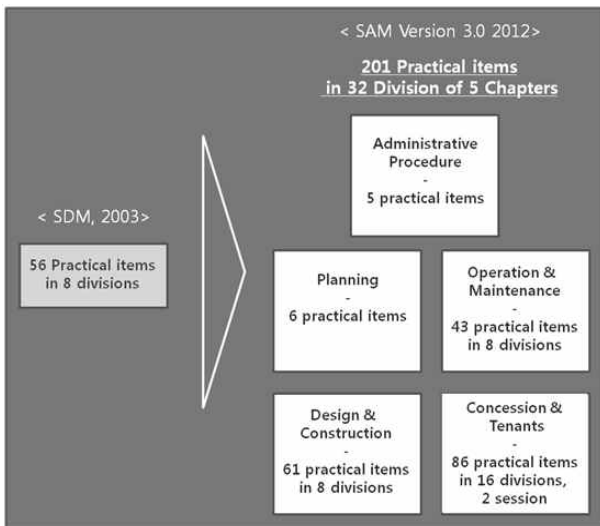 < SAM Version 3.0 2012>
201 Practical items
in 32 Division of 5 Chapters
Administrative
Procedure
-
5 practical items
< SDM, 2003>
56 Practical items
in 8 divisions
Planning
-
6 practical items
Operation &
Maintenance
-
43 practical items
in 8 divisions
Design &
Construction
-
61 practical items
in 8 divisions
Concession &
Tenants
-
86 practical items
in 16 divisions,
2 session